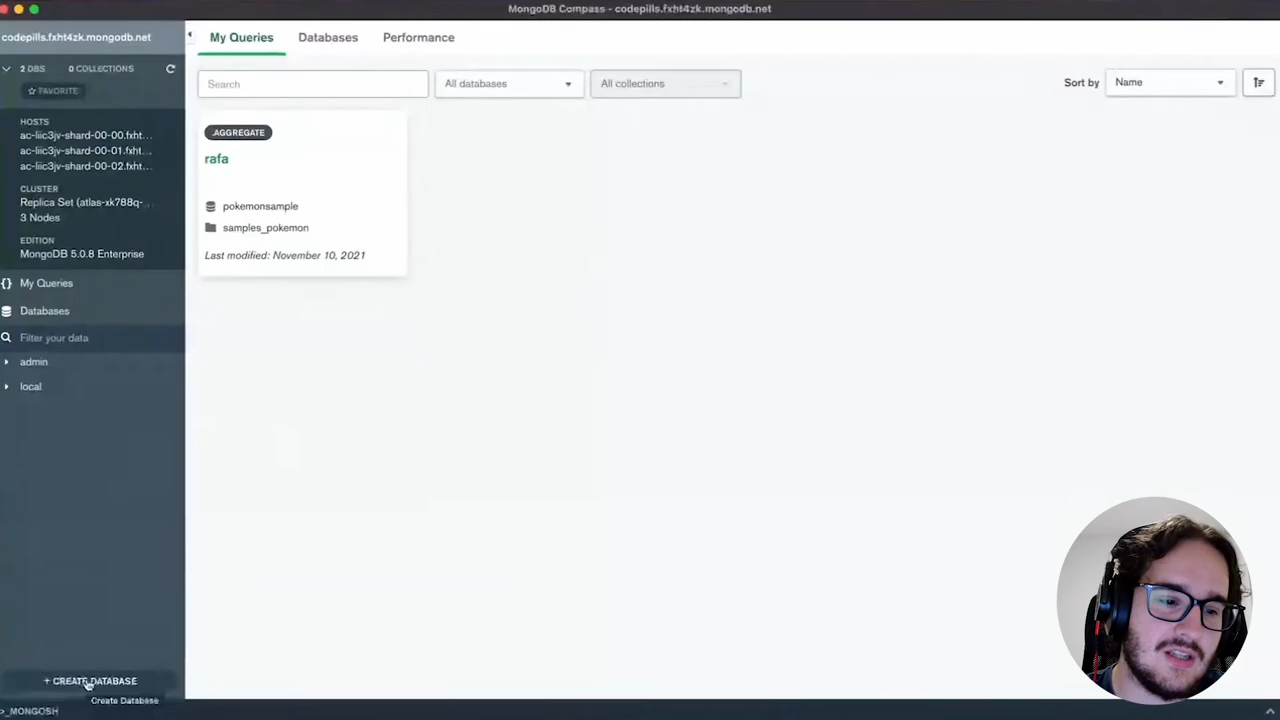 MongoDB Compass - codepills.fxht4zk.mongodb.net
codepills.fxht4zk.mongodb.net
2 DBS 0 COLLECTIONS
FAVORITE
HOSTS
ac-liic3jv-shard-00-00.fxht...
ac-liic3jv-shard-00-01.fxht...
ac-liic3jv-shard-00-02.fxht...
CLUSTER
Replica Set (atlas-xk788q-...
3 Nodes
EDITION
MongoDB 5.0.8 Enterprise
{} My Queries
Databases
Filter your data
admin
local
+ CREATE DATABASE
Create Database
>_MONGOSH
My Queries Databases Performance
Search All databases All collections Sort by Name
.AGGREGATE
rafa
pokemonsample
samples_pokemon
Last modified: November 10, 2021